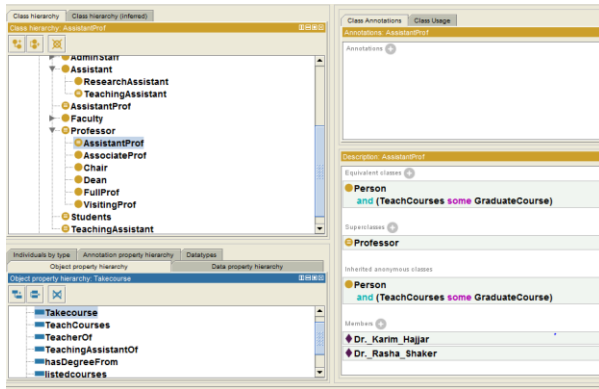 Class hierarchy
Class hierarchy (inferred)
Class hierarchy: AssistantProf
AdminStaff
Assistant
ResearchAssistant
TeachingAssistant
AssistantProf
Faculty
Professor
AssistantProf
AssociateProf
Chair
Dean
FullProf
VisitingProf
Students
TeachingAssistant
Individuals by type
Annotation property hierarchy
Datatypes
Object property hierarchy
Data property hierarchy
Object property hierarchy: Takecourse
Takecourse
TeachCourses
TeacherOf
TeachingAssistantOf
hasDegreeFrom
listedcourses
Class Annotations
Class Usage
Annotations: AssistantProf
Annotations
Description: AssistantProf
Equivalent classes
Person
and (TeachCourses some GraduateCourse)
Superclasses
Professor
Inherited anonymous classes
Person
and (TeachCourses some GraduateCourse)
Members
Dr._Karim_Hajjar
Dr._Rasha_Shaker